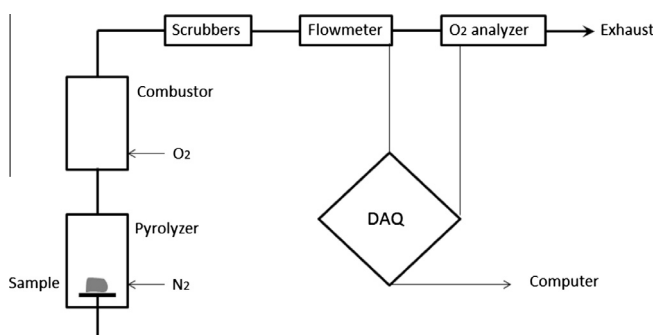 Scrubbers
Flowmeter
O2 analyzer
Exhaust
Combustor
O2
DAQ
Pyrolyzer
Sample
N2
Computer